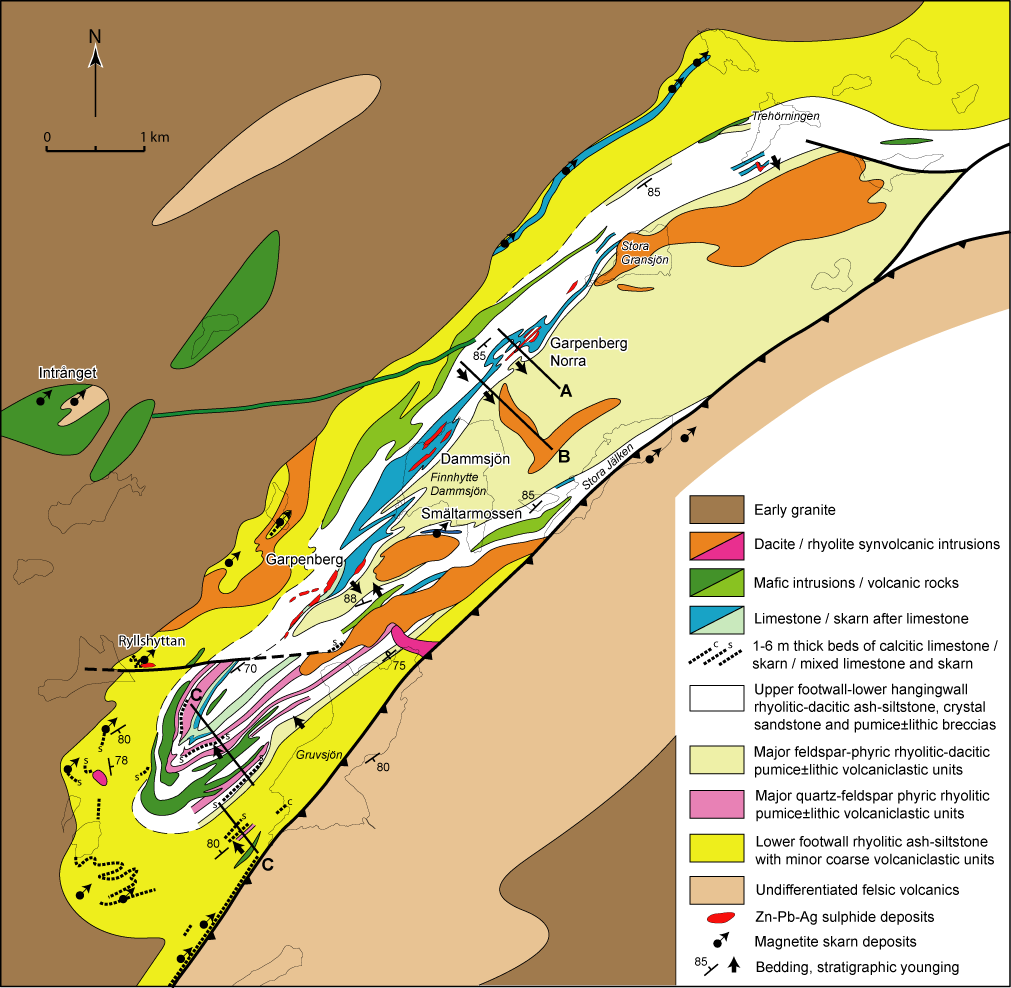 N
0 1 km
Trehörningen
85
Stora
Gransjön
85
Garpenberg
Norra
A
B
Intrånget
Dammsjön
Finnhytte
Dammsjön
Stora Jälken
85
Smältarmossen
Garpenberg
88
s
Ryllshyttan
s
70
75
C
c
s
s
80
s
78
s
s
s
s
Gruvsjön
80
s
s
c
80
C
Early granite
Dacite / rhyolite synvolcanic intrusions
Mafic intrusions / volcanic rocks
Limestone / skarn after limestone
c s 1-6 m thick beds of calcitic limestone /
skarn / mixed limestone and skarn
Upper footwall-lower hangingwall
rhyolitic-dacitic ash-siltstone, crystal
sandstone and pumice±lithic breccias
Major feldspar-phyric rhyolitic-dacitic
pumice±lithic volcaniclastic units
Major quartz-feldspar phyric rhyolitic
pumice±lithic volcaniclastic units
Lower footwall rhyolitic ash-siltstone
with minor coarse volcaniclastic units
Undifferentiated felsic volcanics
Zn-Pb-Ag sulphide deposits
Magnetite skarn deposits
85 Bedding, stratigraphic younging